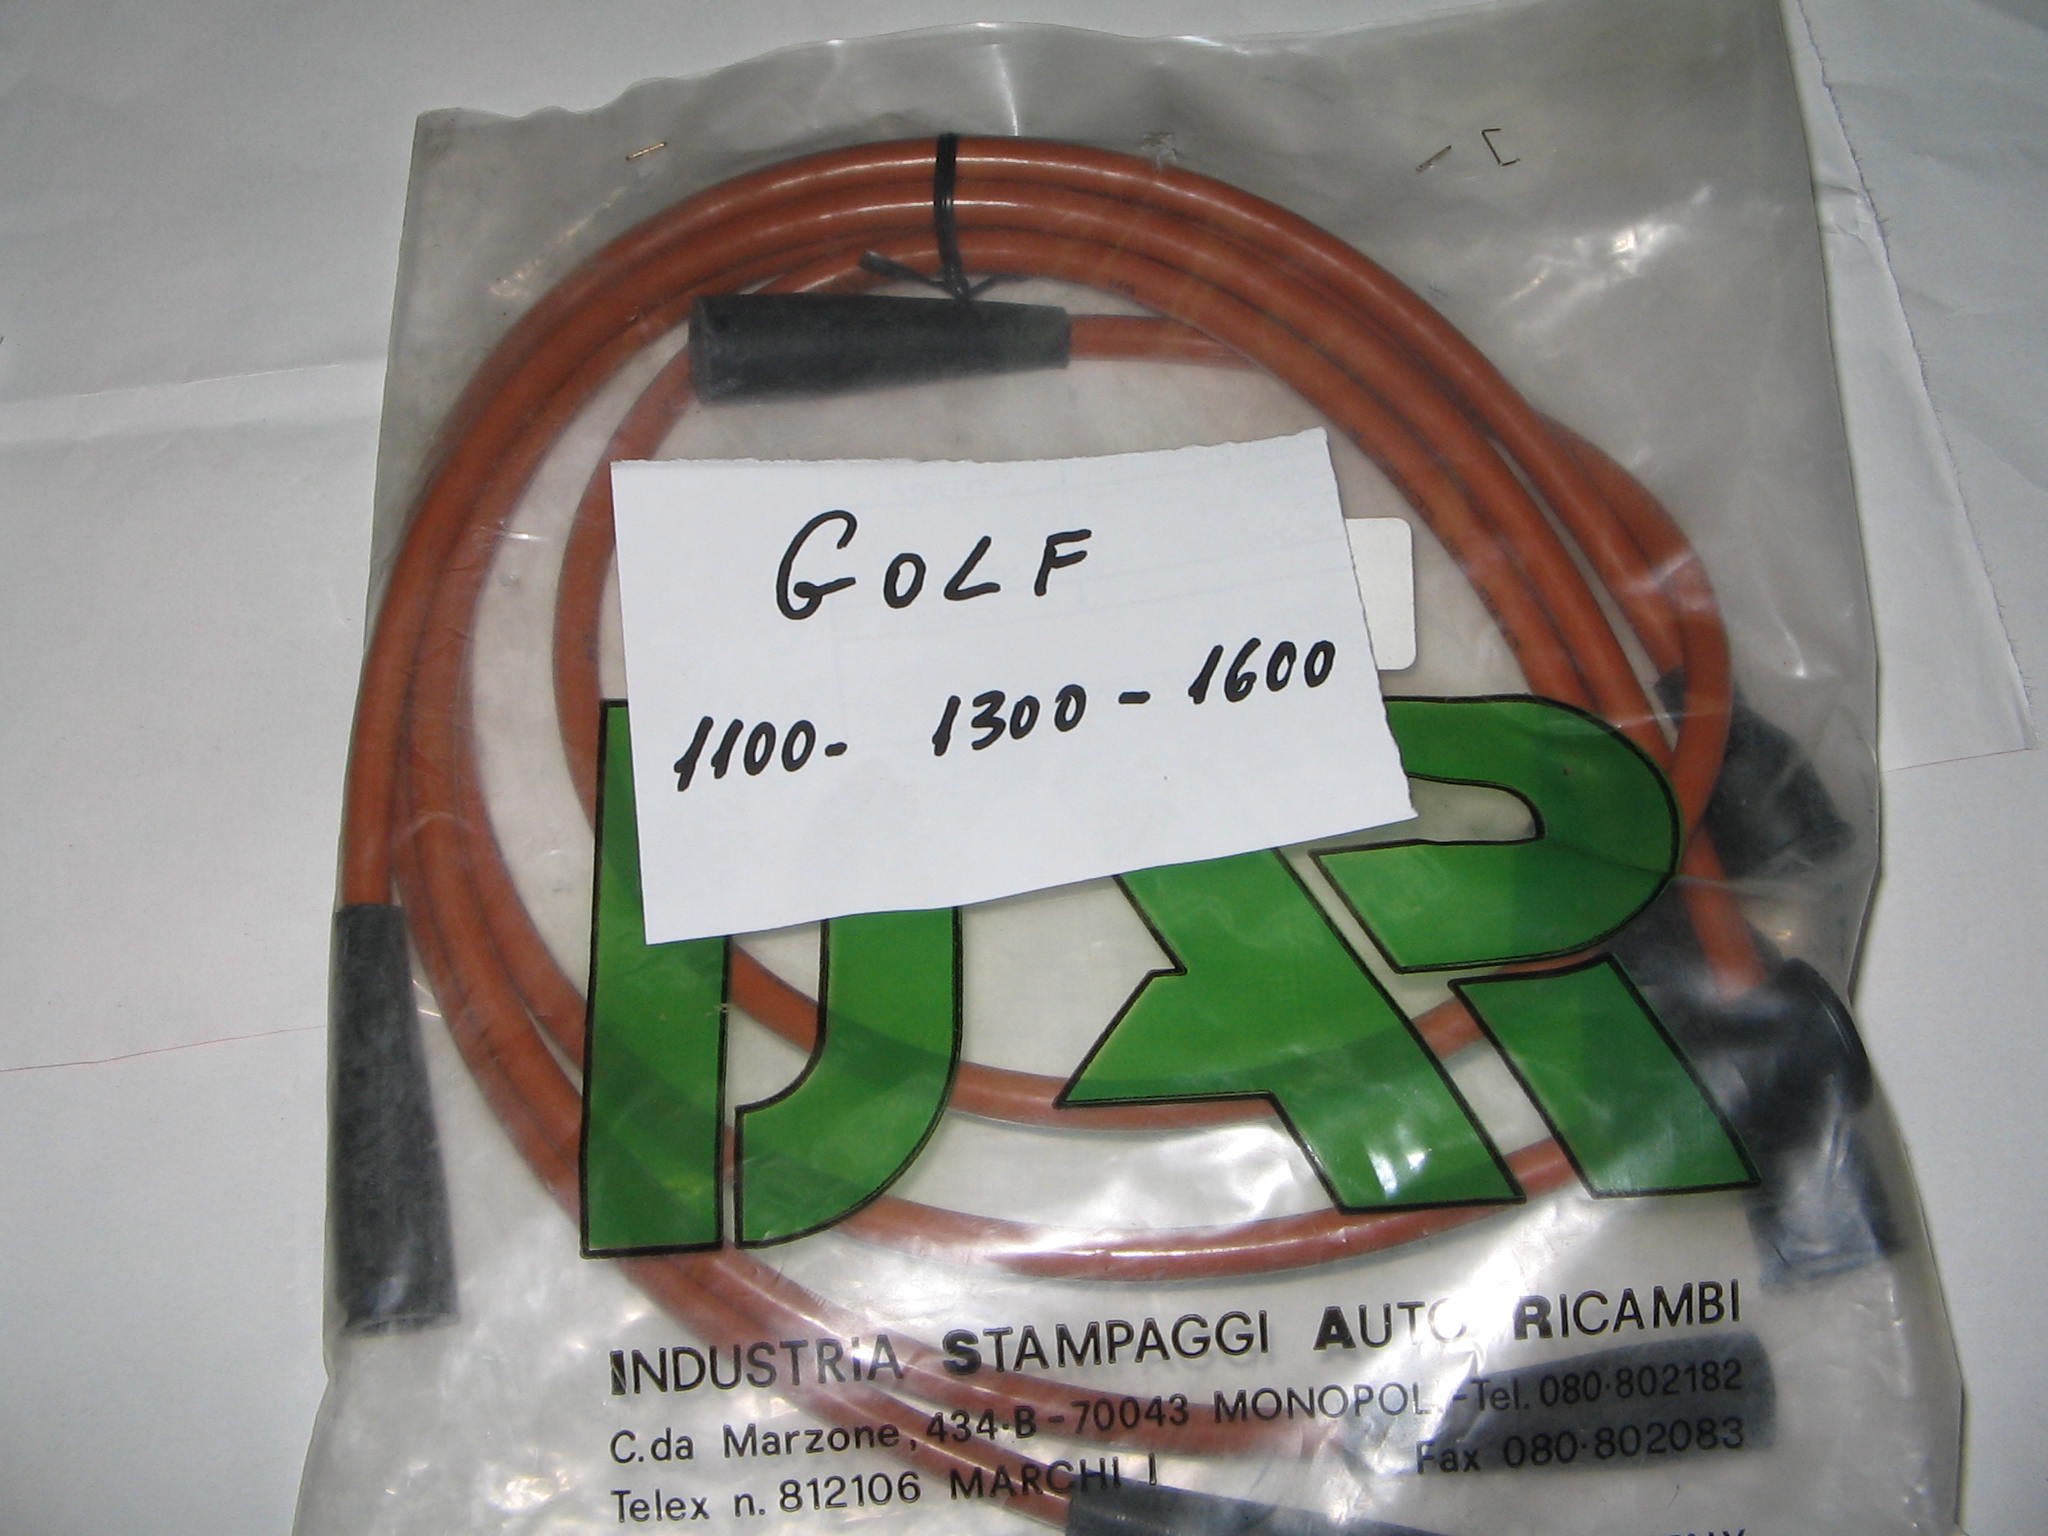 GOLF
1100- 1300-1600
INDUSTRIA STAMPAGGI AUTO RICAMBI
C.da Marzone, 434·B-70043 MONOPOL -Tel. 080·802182
Fax 080·802083
Telex n. 812106 MARCHI I